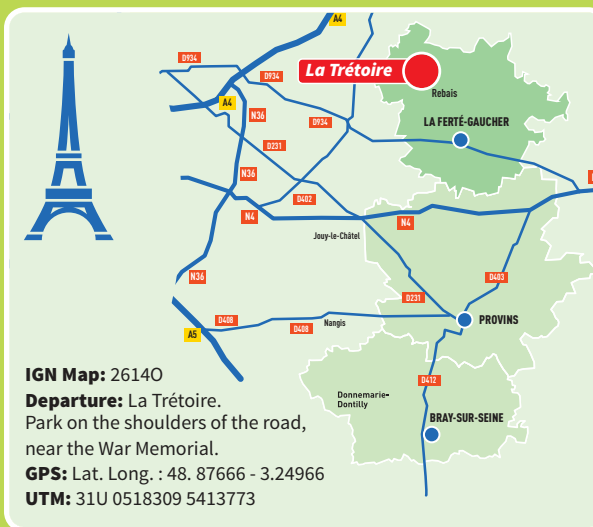 A4
D934
D934
La Trétoire
Rebais
A4
N36
D934
LA FERTÉ-GAUCHER
D231
N36
D402
N4
N4
Jouy-le-Châtel
N36
D403
D231
D408
D408
Nangis
PROVINS
A5
D412
Donnemarie-
Dontilly
BRAY-SUR-SEINE
IGN Map: 2614O
Departure: La Trétoire.
Park on the shoulders of the road,
near the War Memorial.
GPS: Lat. Long. : 48. 87666 - 3.24966
UTM: 31U 0518309 5413773